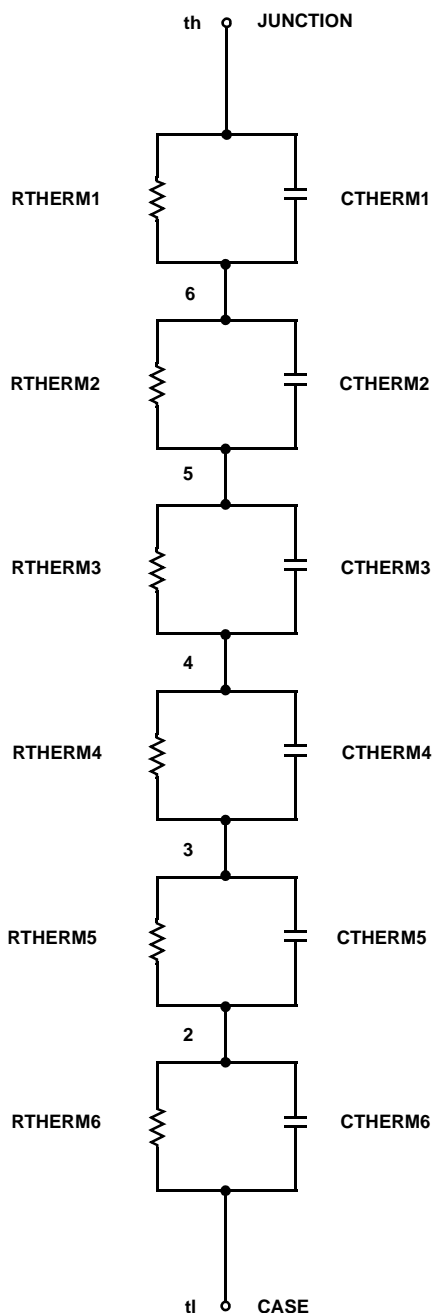 th JUNCTION
RTHERM1 CTHERM1
6
RTHERM2 CTHERM2
5
RTHERM3 CTHERM3
4
RTHERM4 CTHERM4
3
RTHERM5 CTHERM5
2
RTHERM6 CTHERM6
tl CASE